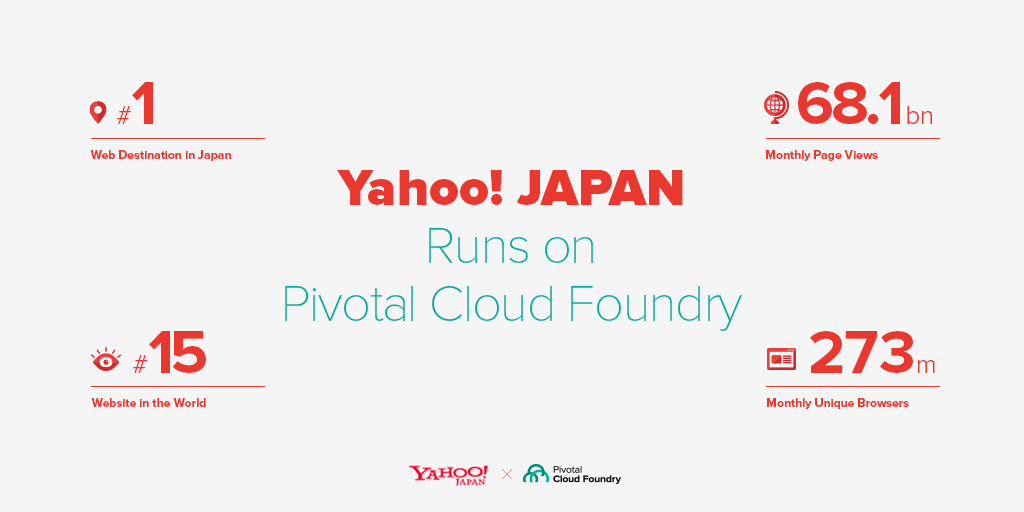 #1
Web Destination in Japan
68.1bn
Monthly Page Views
Yahoo! JAPAN
Runs on
Pivotal Cloud Foundry
#15
Website in the World
273m
Monthly Unique Browsers
YAHOO!
JAPAN
×
Pivotal
Cloud Foundry